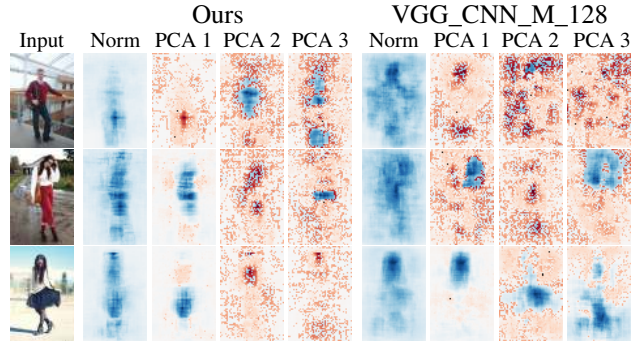 Ours VGG_CNN_M_128
Input Norm PCA 1 PCA 2 PCA 3 Norm PCA 1 PCA 2 PCA 3